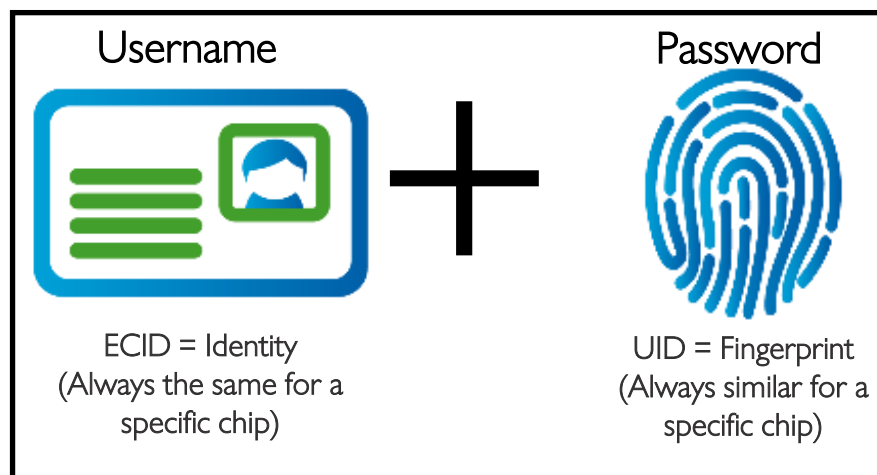 Username
Password
ECID = Identity
(Always the same for a
specific chip)
UID = Fingerprint
(Always similar for a
specific chip)